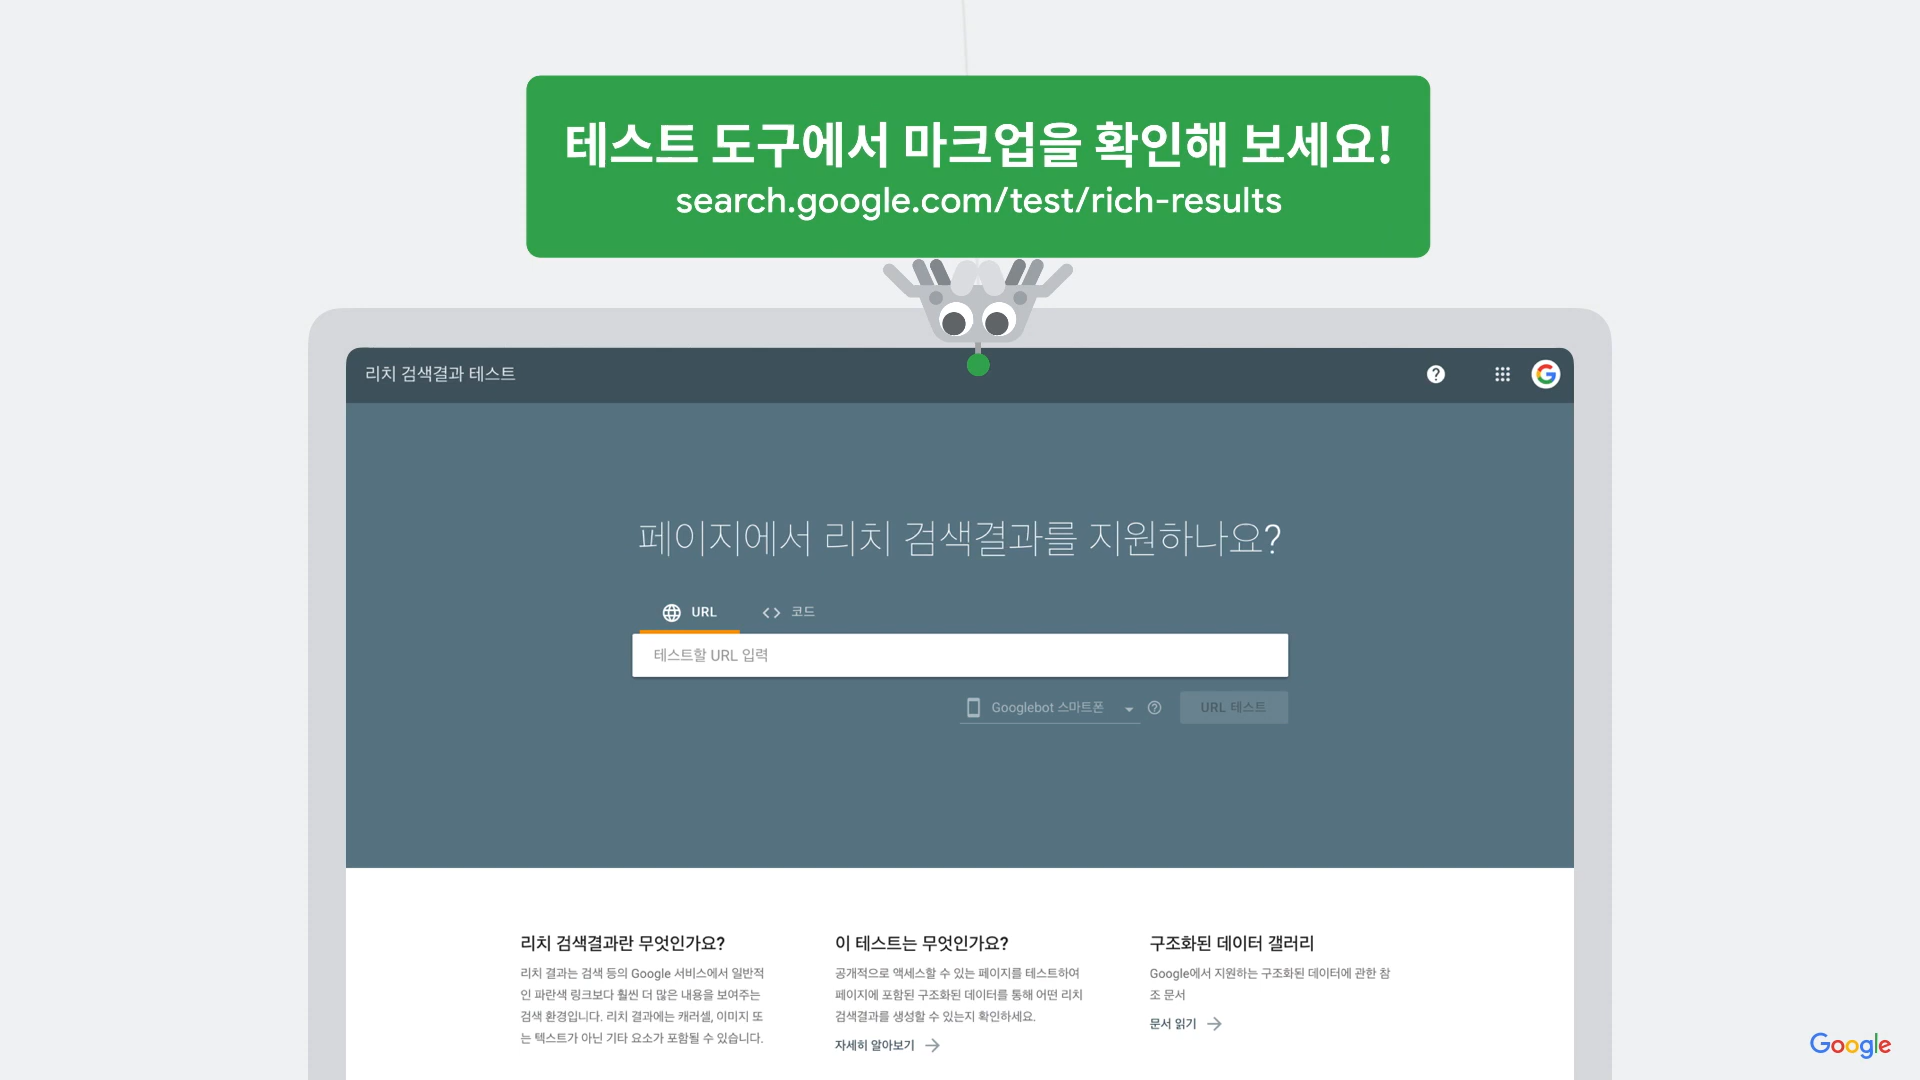 테스트 도구에서 마크업을 확인해 보세요!
search.google.com/test/rich-results
리치 검색결과 테스트
페이지에서 리치 검색결과를 지원하나요?
URL 코드
테스트할 URL 입력
Googlebot 스마트폰 URL 테스트
리치 검색결과란 무엇인가요?
리치 결과는 검색 등의 Google 서비스에서 일반적
인 파란색 링크보다 훨씬 더 많은 내용을 보여주는
검색 환경입니다. 리치 결과에는 캐러셀, 이미지 또
는 텍스트가 아닌 기타 요소가 포함될 수 있습니다.
이 테스트는 무엇인가요?
공개적으로 액세스할 수 있는 페이지를 테스트하여
페이지에 포함된 구조화된 데이터를 통해 어떤 리치
검색결과를 생성할 수 있는지 확인하세요.
자세히 알아보기
구조화된 데이터 갤러리
Google에서 지원하는 구조화된 데이터에 관한 참
조 문서
문서 읽기
Google